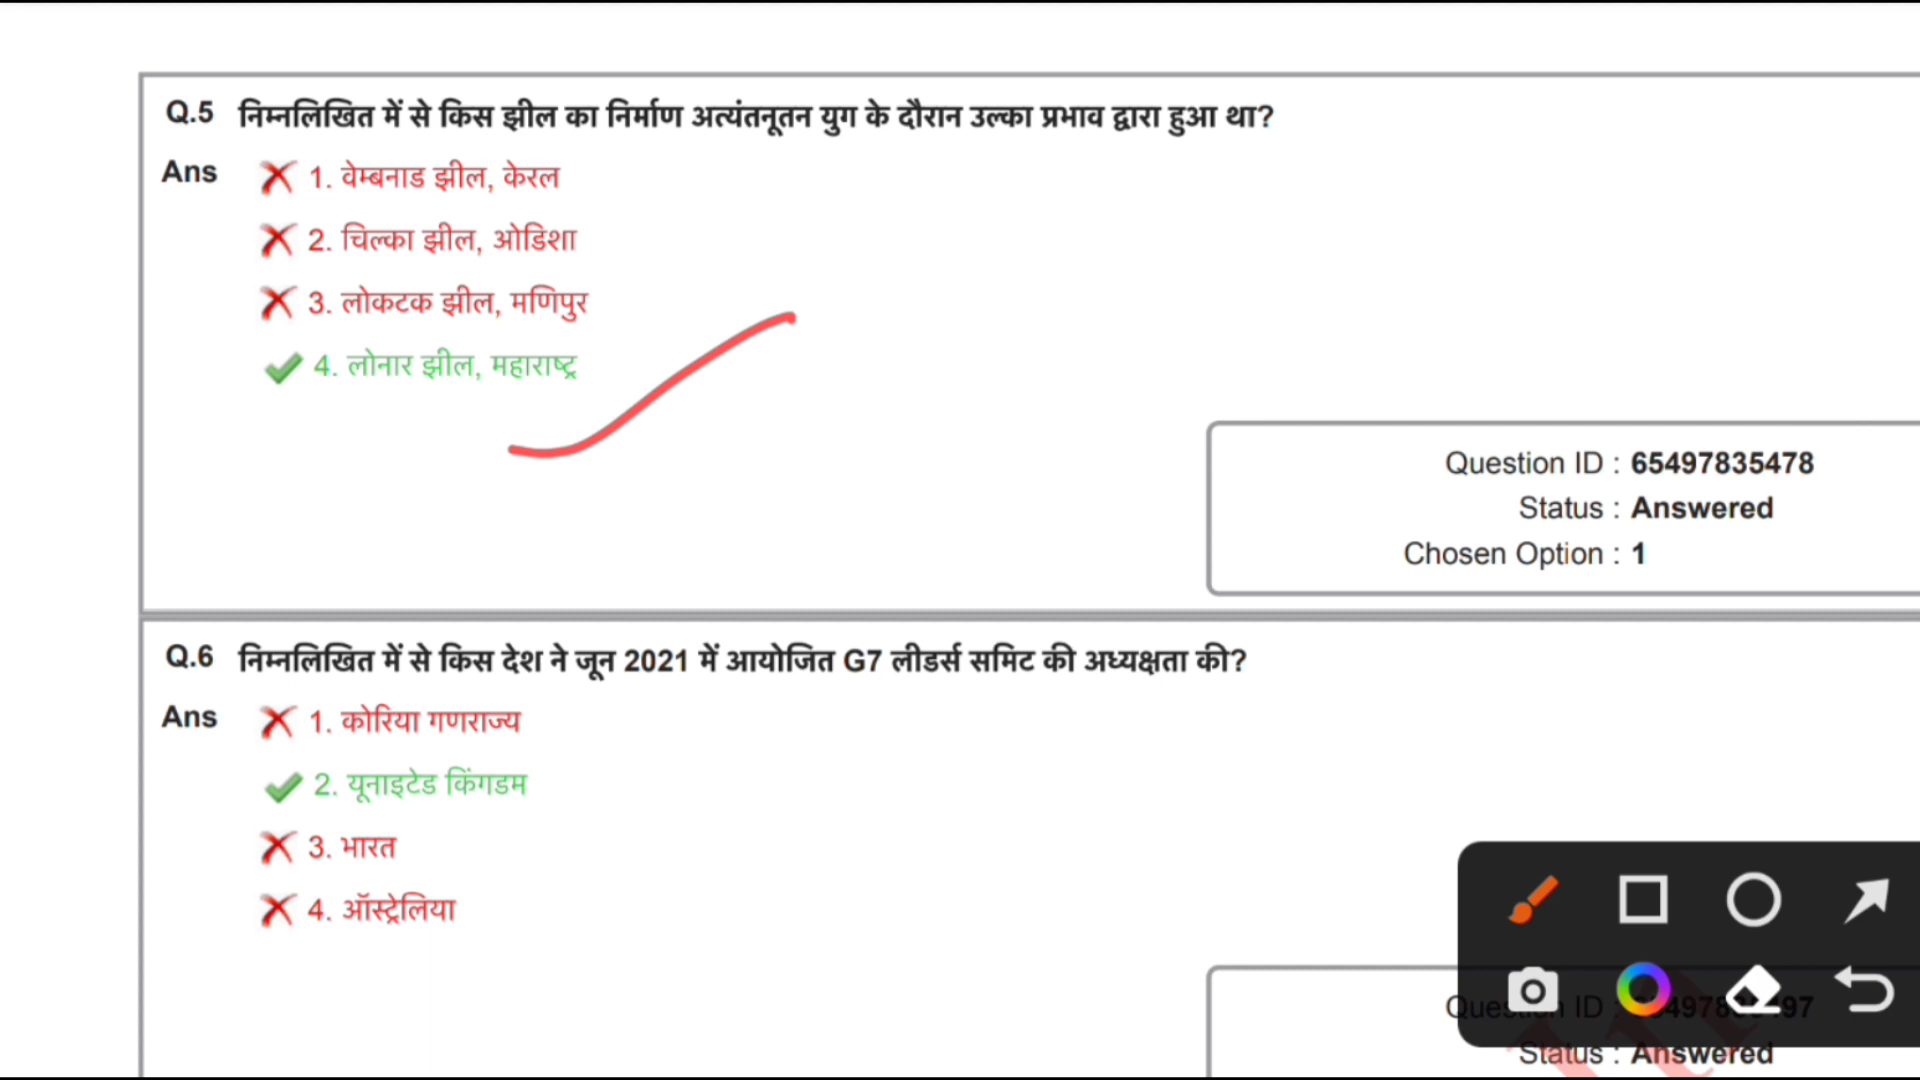 Q.5 निम्नलिखित में से किस झील का निर्माण अत्यंतनूतन युग के दौरान उल्का प्रभाव द्वारा हुआ था?
Ans 1. वेम्बनाड झील, केरल
2. चिल्का झील, ओडिशा
3. लोकटक झील, मणिपुर
4. लोनार झील, महाराष्ट्र
Question ID : 65497835478
Status : Answered
Chosen Option : 1
Q.6 निम्नलिखित में से किस देश ने जून 2021 में आयोजित G7 लीडर्स समिट की अध्यक्षता की?
Ans 1. कोरिया गणराज्य
2. यूनाइटेड किंगडम
3. भारत
4. ऑस्ट्रेलिया
ID :
Status : Answered